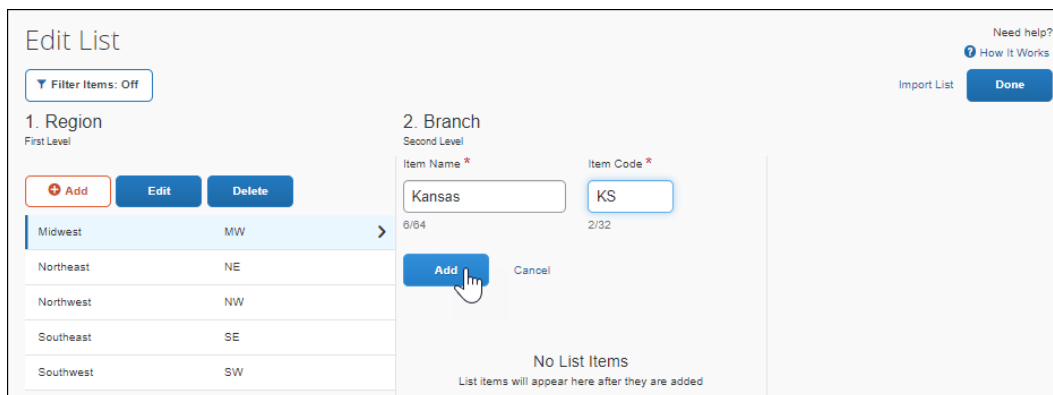 Edit List
Need help?
How It Works
Filter Items: Off
Import List
Done
1. Region
First Level
2. Branch
Second Level
Item Name *
Item Code *
Add
Edit
Delete
Kansas
KS
6/64
2/32
Midwest MW
Northeast NE
Northwest NW
Southeast SE
Southwest SW
Add
Cancel
No List Items
List items will appear here after they are added